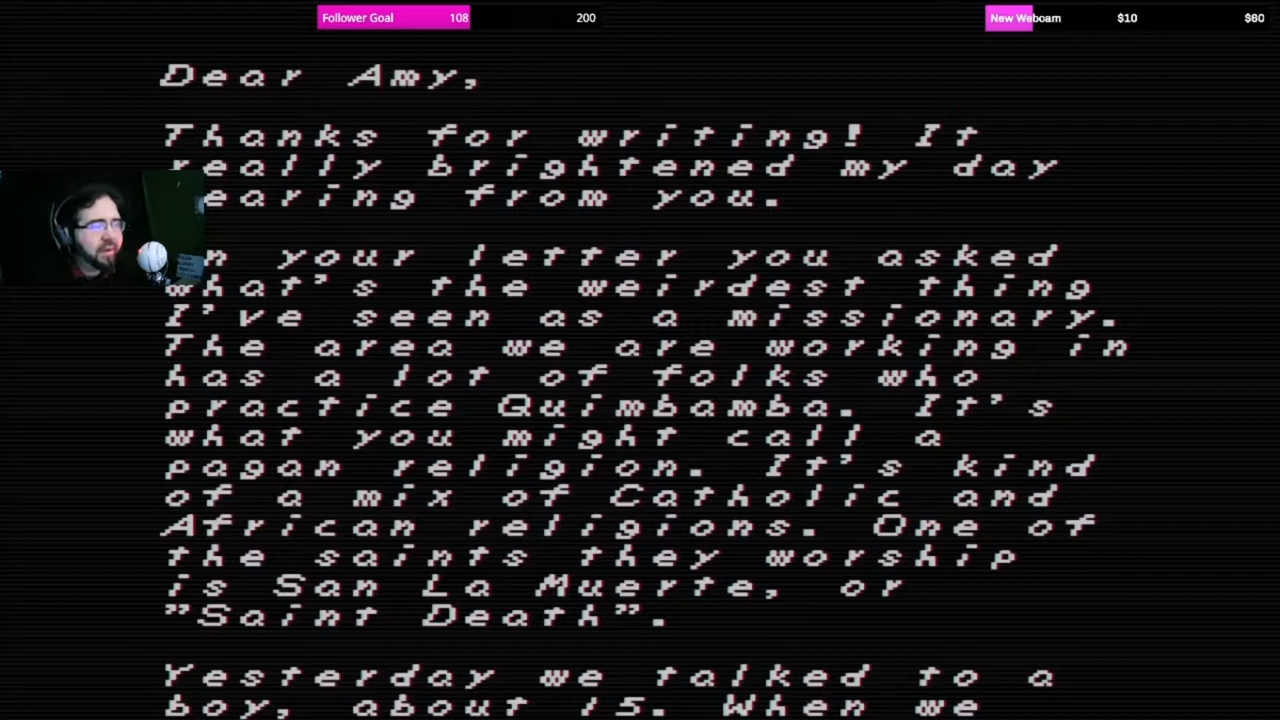 Follower Goal 108 200
New Webcam $10 $60
Dear Amy,
Thanks for writing! It
really brightened my day
earing from you.
n your letter you asked
what's the weirdest thing
I've seen as a missionary.
The area we are working in
has a lot of folks who
practice Quimbamba. It's
what you might call a
pagan religion. It's kind
of a mix of Catholic and
African religions. One of
the saints they worship
is San La Muerte, or
"Saint Death".
Yesterday we talked to a
boy, about 15. When we